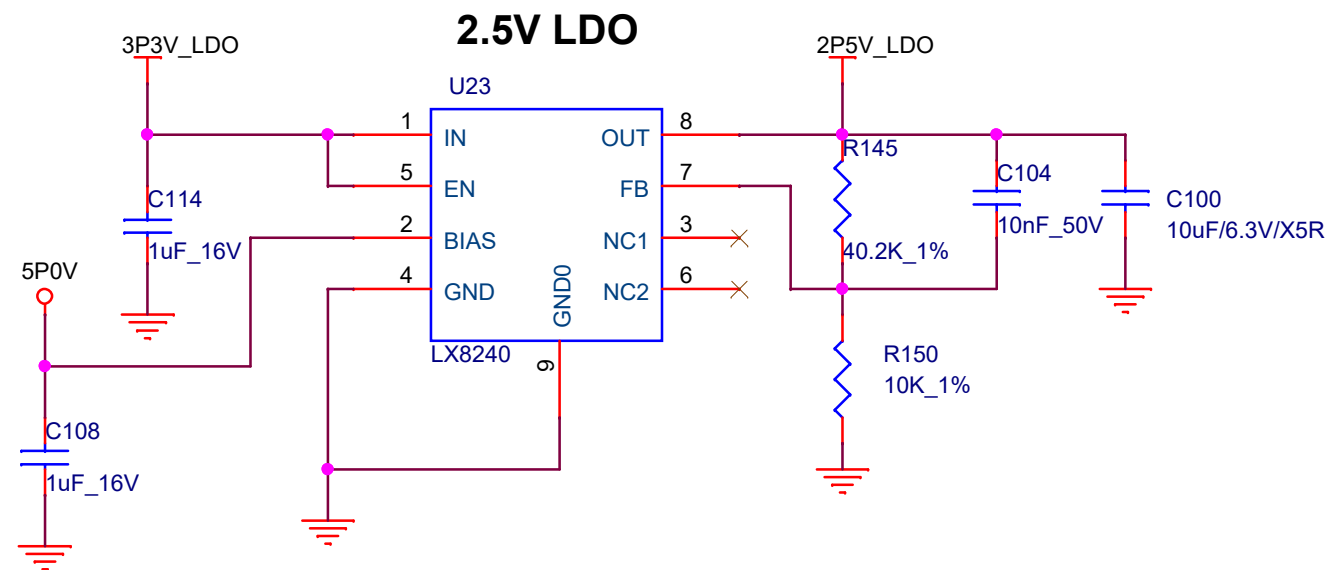 2.5V LDO
3P3V_LDO
2P5V_LDO
U23
1
IN
OUT
8
R145
5
EN
FB
7
C114
1uF_16V
C104
10nF_50V
C100
10uF/6.3V/X5R
2
BIAS
NC1
3
40.2K_1%
5P0V
4
GND
GND0
NC2
6
LX8240
9
R150
10K_1%
C108
1uF_16V